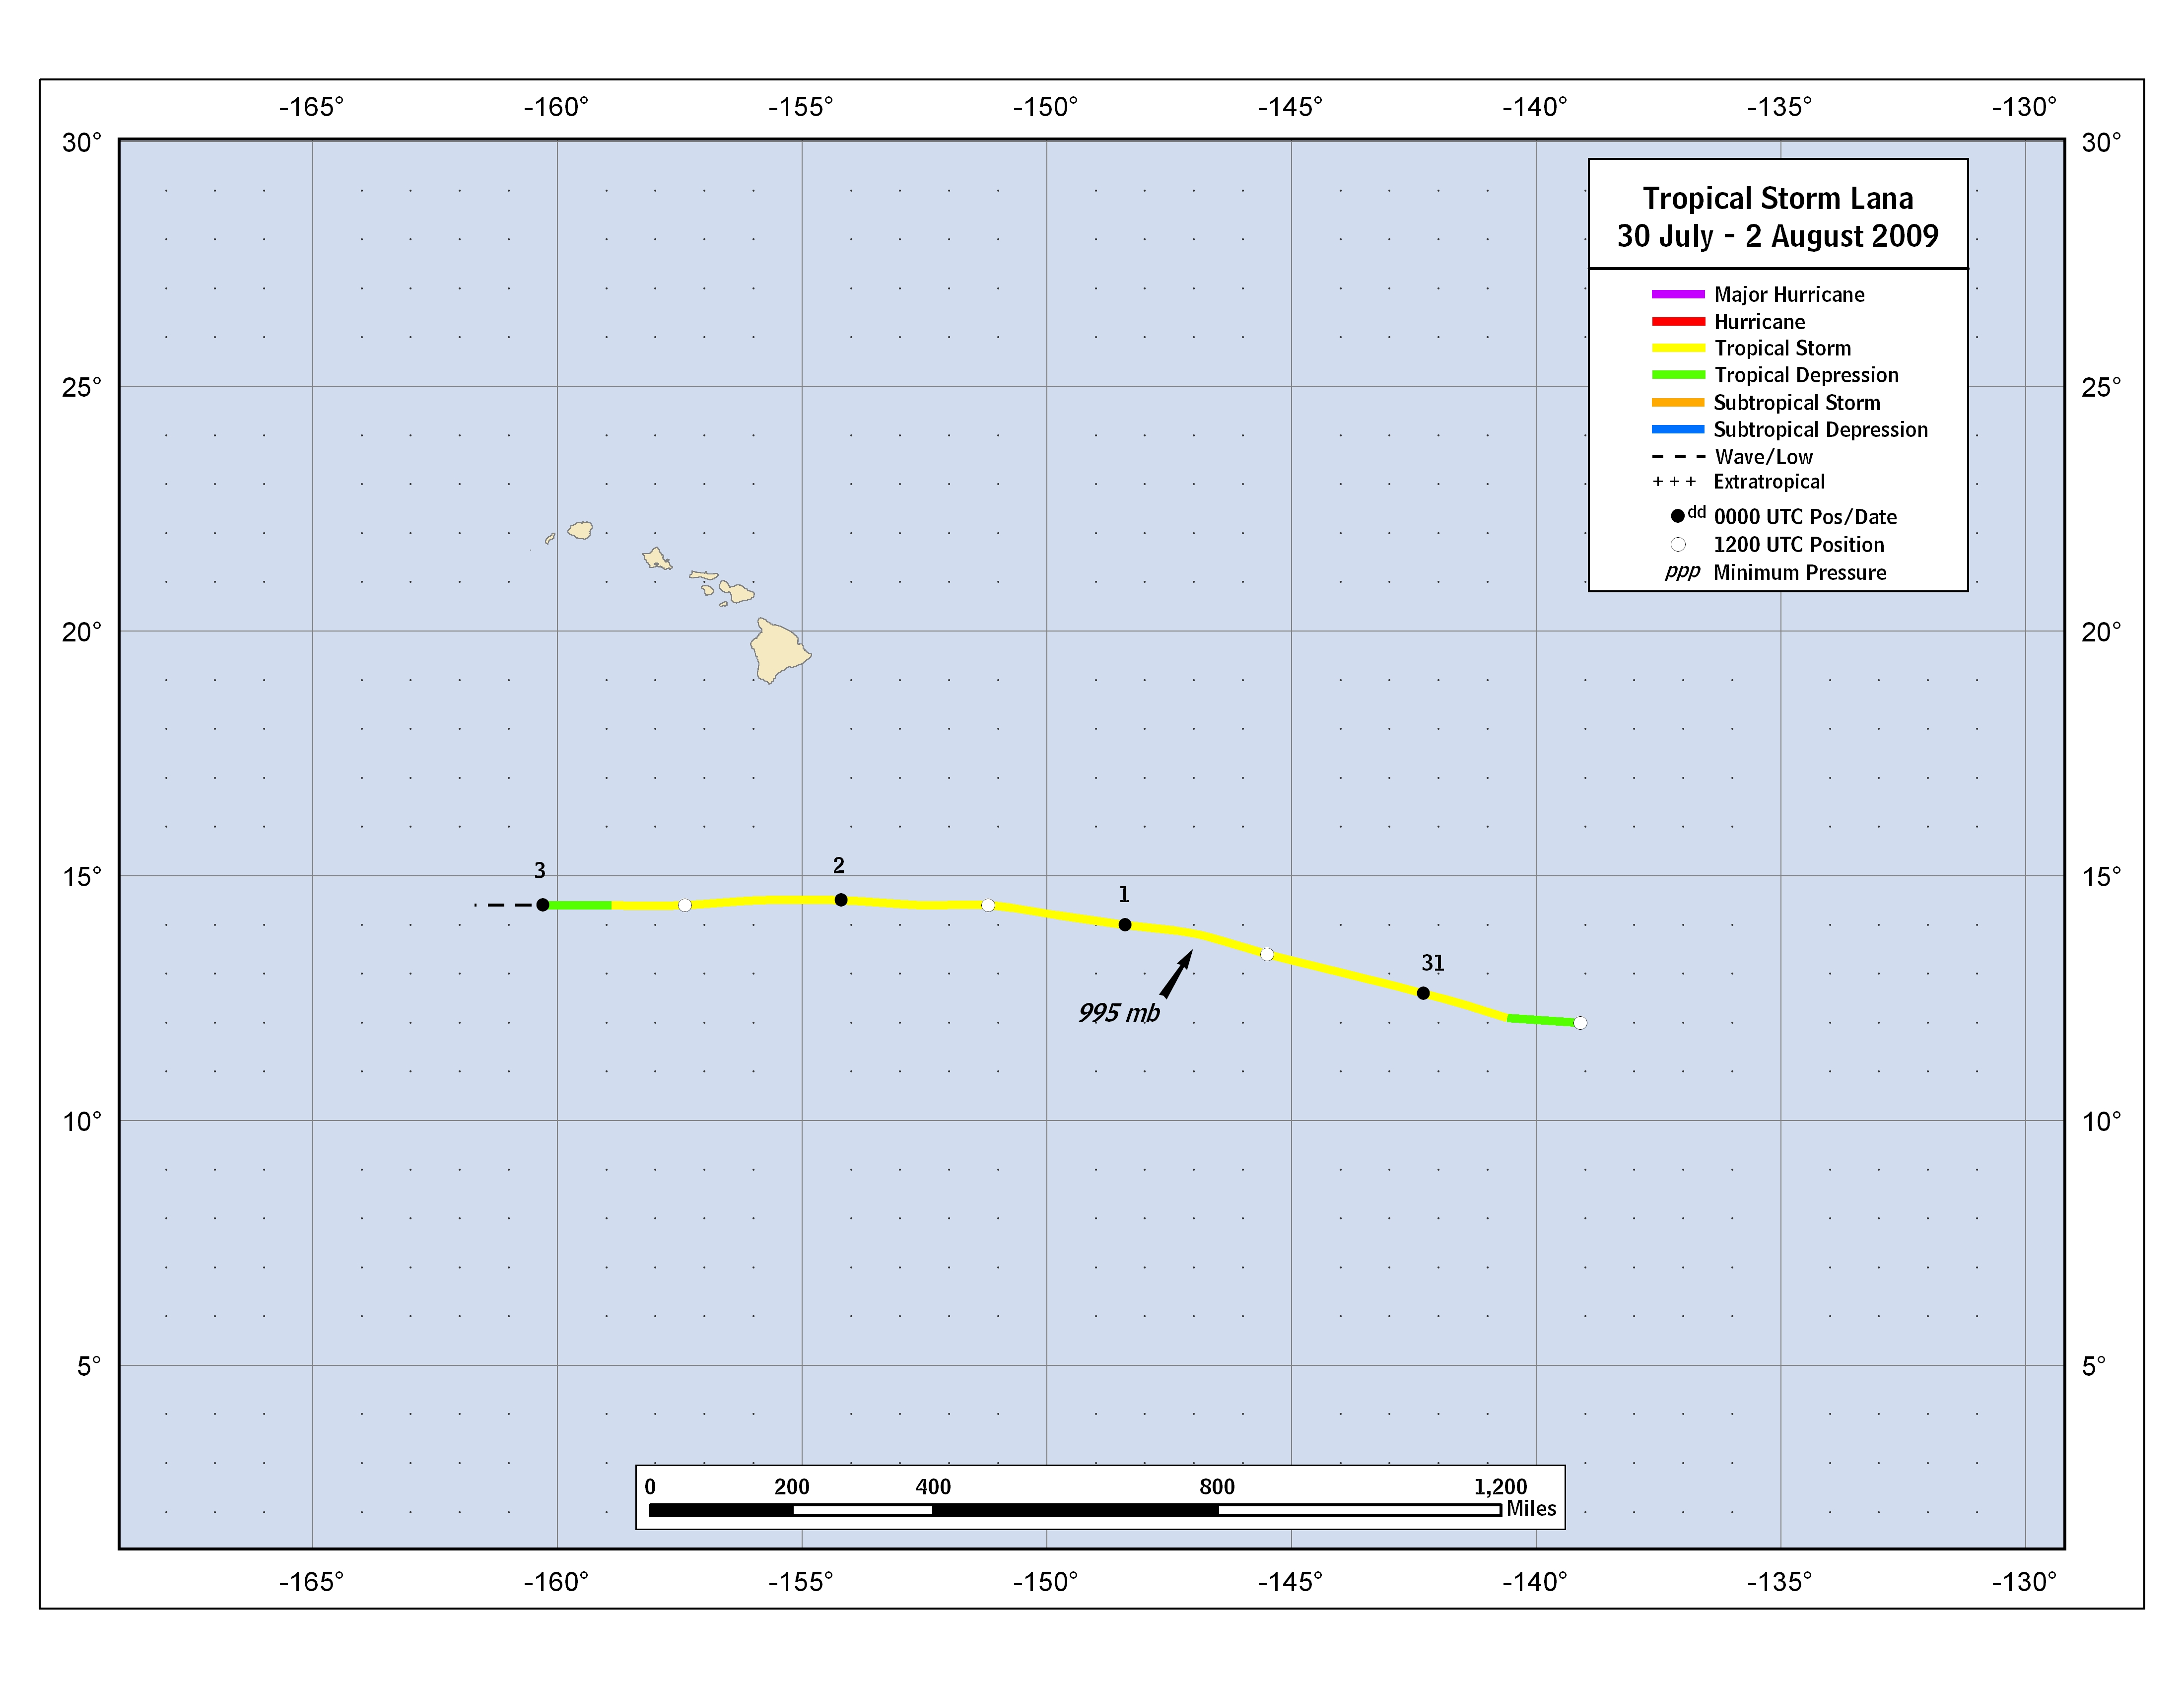 -165° -160° -155° -150° -145° -140° -135° -130°
30° 30°
Tropical Storm Lana
30 July - 2 August 2009
Major Hurricane
Hurricane
Tropical Storm
Tropical Depression
Subtropical Storm
Subtropical Depression
Wave/Low
+ + + Extratropical
dd 0000 UTC Pos/Date
1200 UTC Position
ppp Minimum Pressure
25° 25°
20° 20°
15° 15°
3 2 1 31
995 mb
10° 10°
5° 5°
0 200 400 800 1,200
Miles
-165° -160° -155° -150° -145° -140° -135° -130°